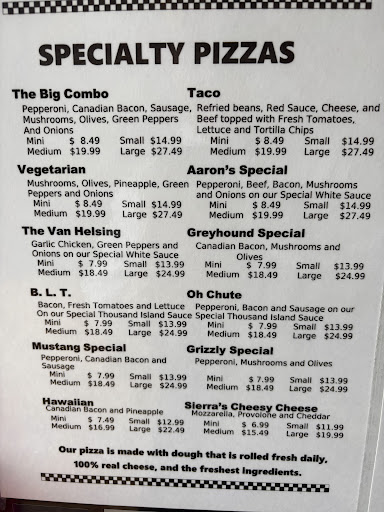 SPECIALTY PIZZAS
The Big Combo
Pepperoni, Canadian Bacon, Sausage,
Mushrooms, Olives, Green Peppers
And Onions
Mini $ 8.49 Small $14.99
Medium $19.99 Large $27.49
Taco
Refried beans, Red Sauce, Cheese, and
Beef topped with Fresh Tomatoes,
Lettuce and Tortilla Chips
Mini $ 8.49 Small $14.99
Medium $19.99 Large $27.49
Vegetarian
Mushrooms, Olives, Pineapple, Green
Peppers and Onions
Mini $ 8.49 Small $14.99
Medium $19.99 Large $27.49
Aaron's Special
Pepperoni, Beef, Bacon, Mushrooms
and Onions on our Special White Sauce
Mini $ 8.49 Small $14.99
Medium $19.99 Large $27.49
The Van Helsing
Garlic Chicken, Green Peppers and
Onions on our Special White Sauce
Mini $ 7.99 Small $13.99
Medium $18.49 Large $24.99
Greyhound Special
Canadian Bacon, Mushrooms and
Olives
Mini $ 7.99 Small $13.99
Medium $18.49 Large $24.99
B. L. T.
Bacon, Fresh Tomatoes and Lettuce
On our Special Thousand Island Sauce
Mini $ 7.99 Small $13.99
Medium $18.49 Large $24.99
Oh Chute
Pepperoni, Bacon and Sausage on our
Special Thousand Island Sauce
Mini $ 7.99 Small $13.99
Medium $18.49 Large $24.99
Mustang Special
Pepperoni, Canadian Bacon and
Sausage
Mini $ 7.99 Small $13.99
Medium $18.49 Large $24.99
Grizzly Special
Pepperoni, Mushrooms and Olives
Mini $ 7.99 Small $13.99
Medium $18.49 Large $24.99
Hawaiian
Canadian Bacon and Pineapple
Mini $ 7.49 Small $12.99
Medium $16.99 Large $22.49
Sierra's Cheesy Cheese
Mozzarella, Provolone and Cheddar
Mini $ 6.99 Small $11.99
Medium $15.49 Large $19.99
Our pizza is made with dough that is rolled fresh daily,
100% real cheese, and the freshest ingredients.